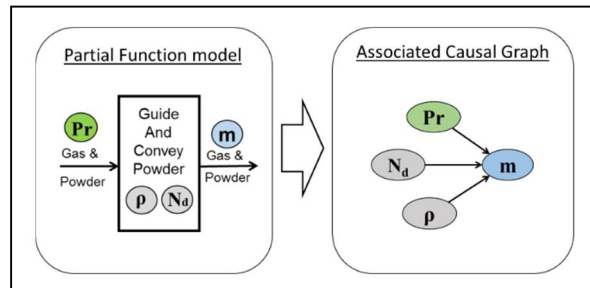 Partial Function model
Pr
Gas &
Powder
Guide
And
Convey
Powder
ρ Nd
m
Gas &
Powder
Associated Causal Graph
Pr
Nd
m
ρ